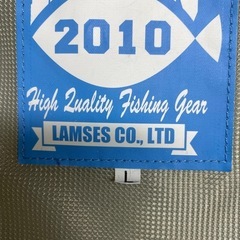 2010
High Quality Fishing Gear
LAMSES CO., LTD
L